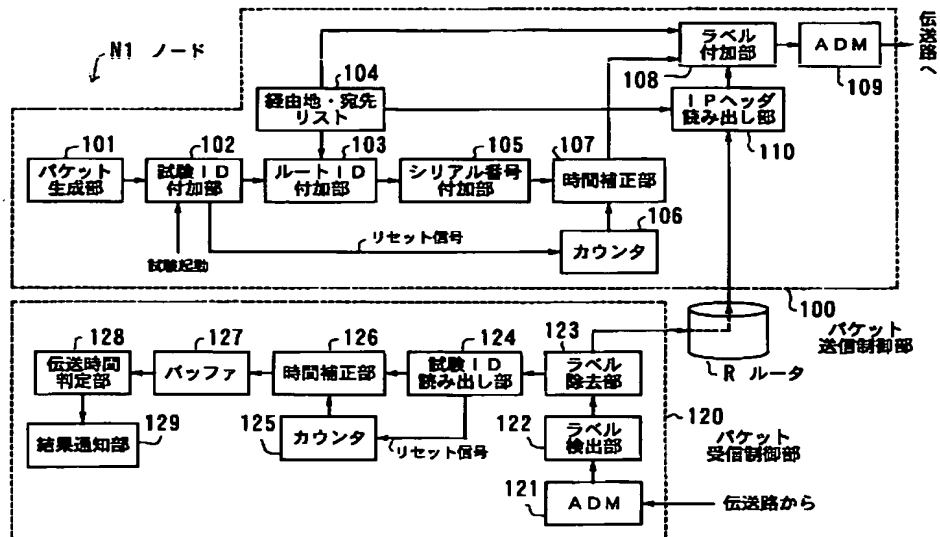 N1 ノード
伝送路へ
ラベル
付加部
108
ADM
109
104
経由地・宛先
リスト
IPヘッダ
読み出し部
110
101
パケット
生成部
102
試験ID
付加部
103
ルートID
付加部
105
シリアル番号
付加部
107
時間補正部
106
カウンタ
リセット信号
試験起動
100
パケット
送信制御部
R ルータ
128
伝送時間
判定部
127
バッファ
126
時間補正部
124
試験ID
読み出し部
123
ラベル
除去部
129
結果通知部
125
カウンタ
リセット信号
122
ラベル
検出部
120
パケット
受信制御部
121
ADM
伝送路から